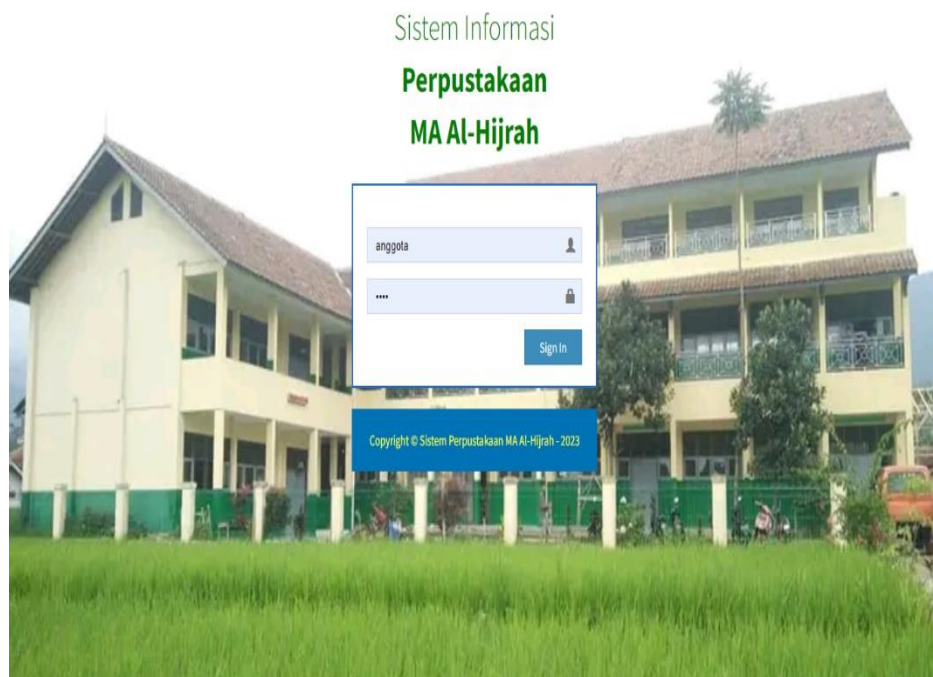 Sistem Informasi
Perpustakaan
MA Al-Hijrah
anggota
••••
Sign In
Copyright © Sistem Perpustakaan MA Al-Hijrah - 2023